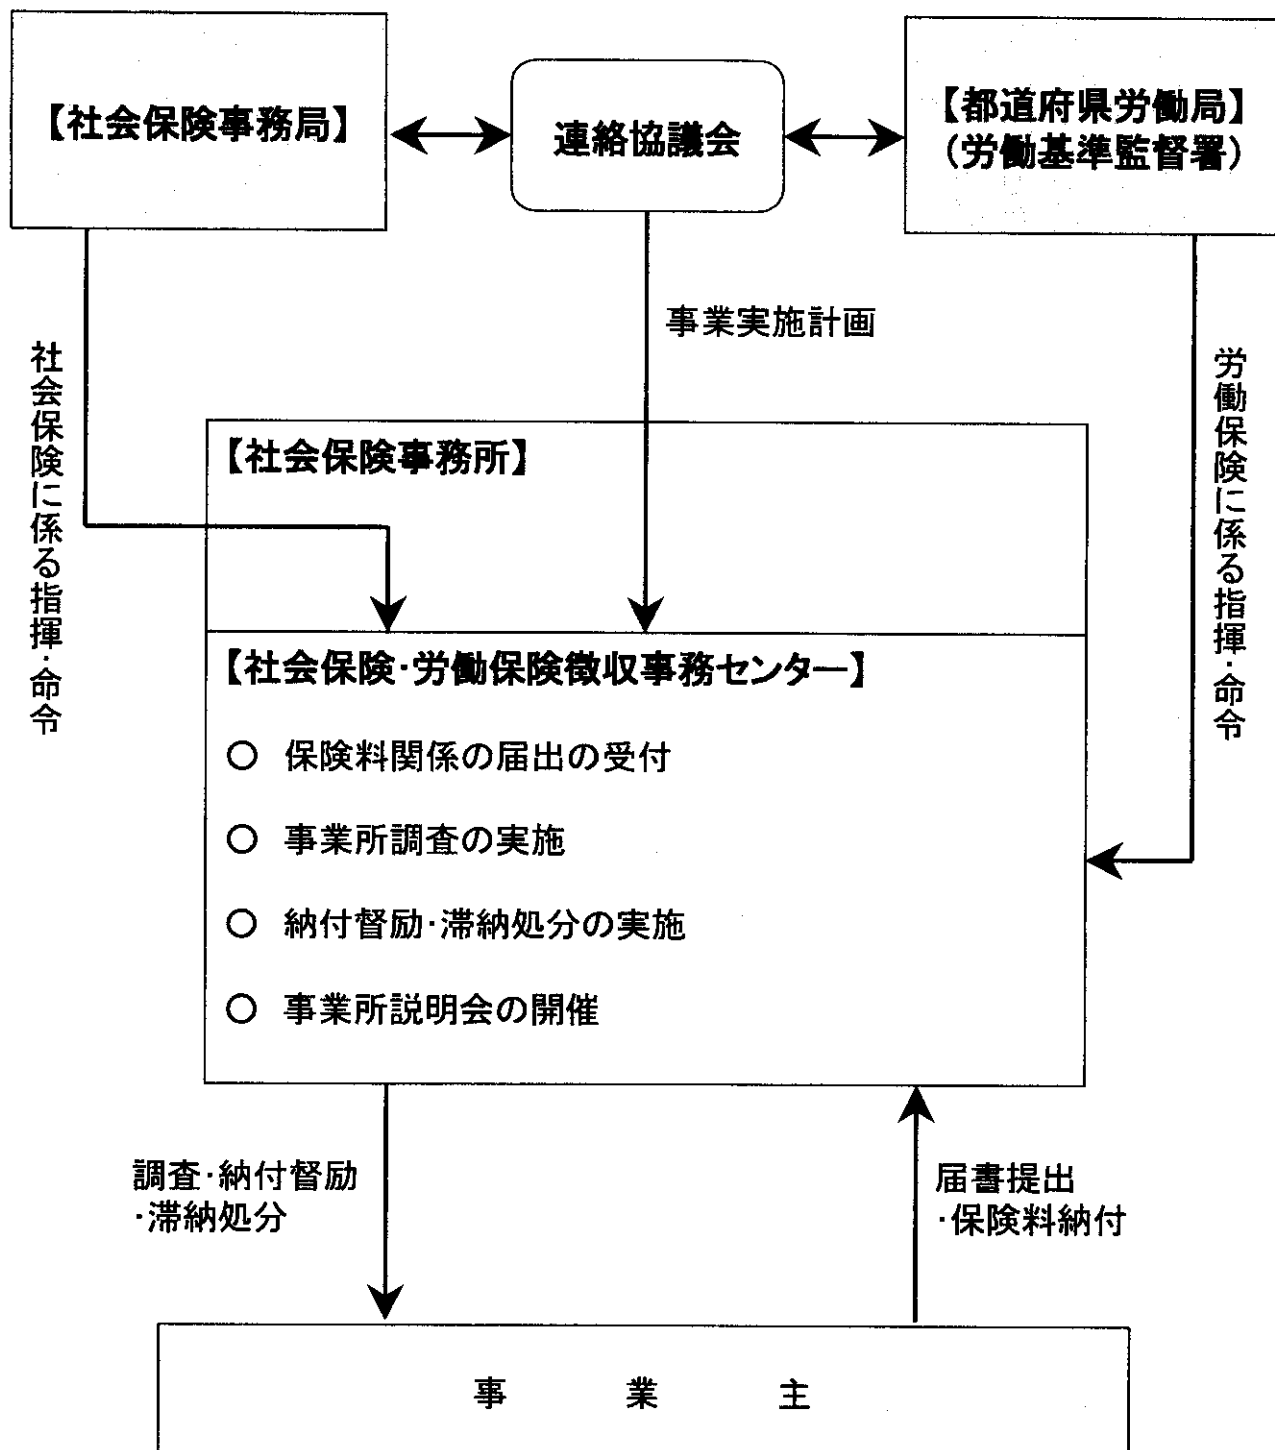 【社会保険事務局】
連絡協議会
【都道府県労働局】
(労働基準監督署)
事業実施計画
社会保険に係る指揮・命令
労働保険に係る指揮・命令
【社会保険事務所】
【社会保険・労働保険徴収事務センター】
○ 保険料関係の届出の受付
○ 事業所調査の実施
○ 納付督励・滞納処分の実施
○ 事業所説明会の開催
調査・納付督励
・滞納処分
届書提出
・保険料納付
事 業 主